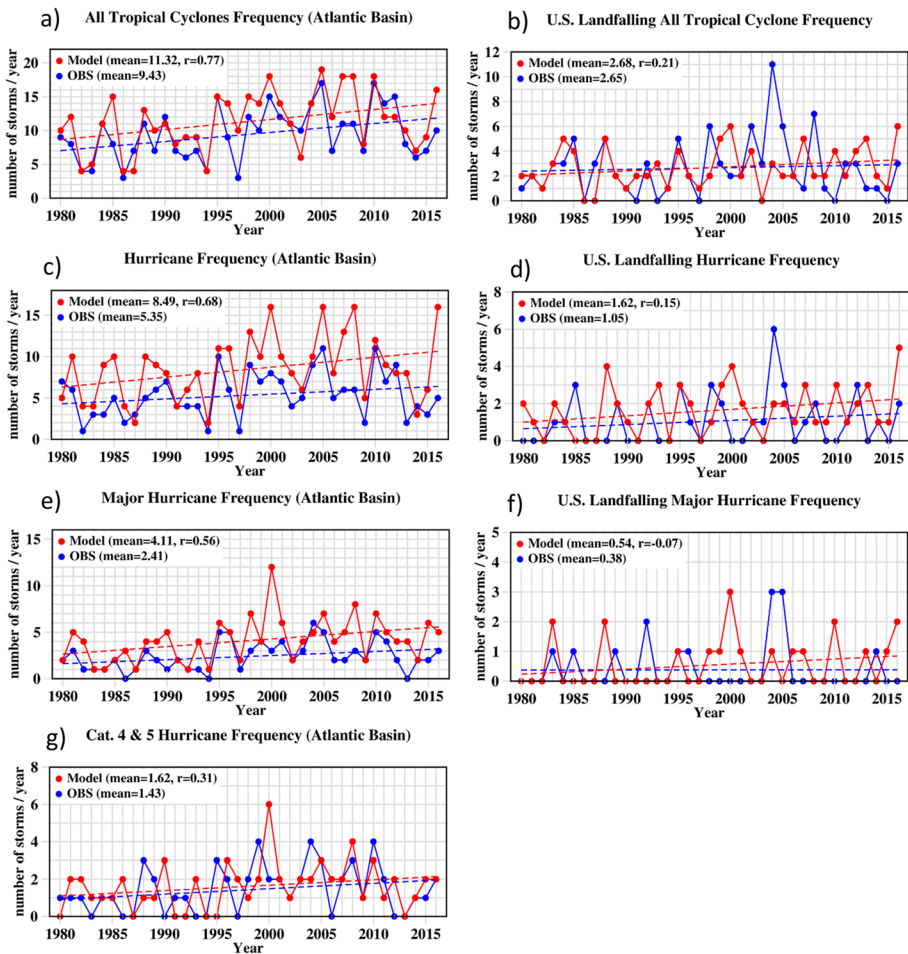 a)
All Tropical Cyclones Frequency (Atlantic Basin)
number of storms / year
20
15
10
5
0
Model (mean=11.32, r=0.77)
OBS (mean=9.43)
1980 1985 1990 1995 2000 2005 2010 2015
Year
b)
U.S. Landfalling All Tropical Cyclone Frequency
number of storms / year
12
10
8
6
4
2
0
Model (mean=2.68, r=0.21)
OBS (mean=2.65)
1980 1985 1990 1995 2000 2005 2010 2015
Year
c)
Hurricane Frequency (Atlantic Basin)
number of storms / year
15
10
5
0
Model (mean= 8.49, r=0.68)
OBS (mean=5.35)
1980 1985 1990 1995 2000 2005 2010 2015
Year
d)
U.S. Landfalling Hurricane Frequency
number of storms / year
8
6
4
2
0
Model (mean=1.62, r=0.15)
OBS (mean=1.05)
1980 1985 1990 1995 2000 2005 2010 2015
Year
e)
Major Hurricane Frequency (Atlantic Basin)
number of storms / year
15
10
5
0
Model (mean=4.11, r=0.56)
OBS (mean=2.41)
1980 1985 1990 1995 2000 2005 2010 2015
Year
f)
U.S. Landfalling Major Hurricane Frequency
number of storms / year
5
4
3
2
1
0
Model (mean=0.54, r=-0.07)
OBS (mean=0.38)
1980 1985 1990 1995 2000 2005 2010 2015
Year
g)
Cat. 4 & 5 Hurricane Frequency (Atlantic Basin)
number of storms / year
8
6
4
2
0
Model (mean=1.62, r=0.31)
OBS (mean=1.43)
1980 1985 1990 1995 2000 2005 2010 2015
Year